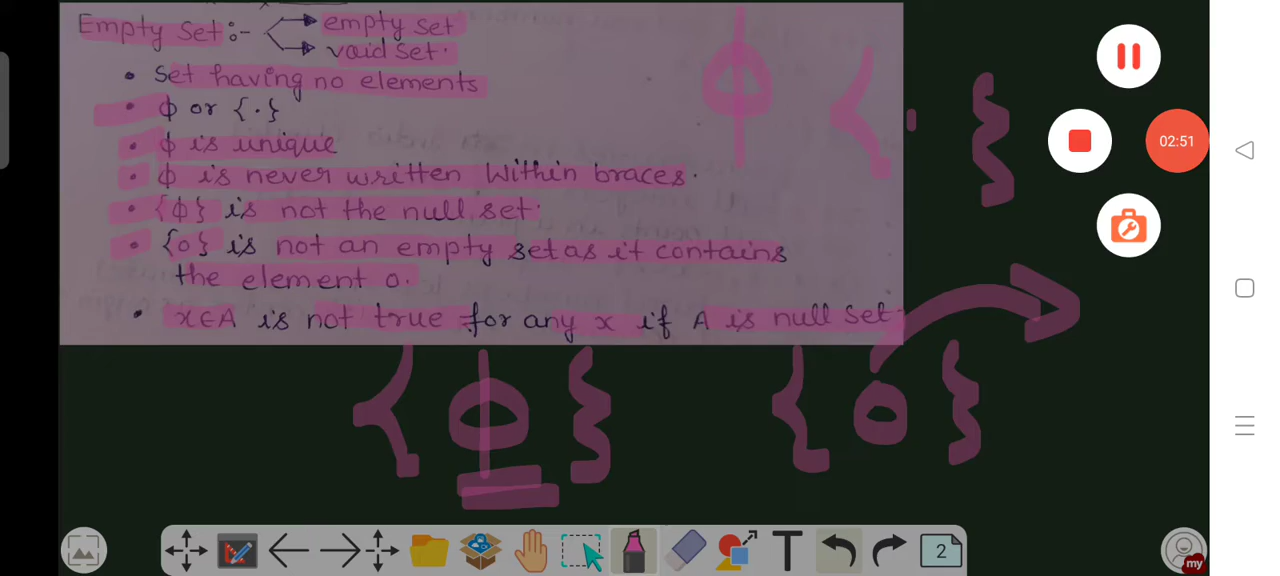 Empty Set :- empty set
void set.
• Set having no elements
• ϕ or { · }
• ϕ is unique
• ϕ is never written within braces.
• {ϕ} is not the null set.
• {0} is not an empty set as it contains
the element 0.
• x∈A is not true for any x if A is null set.
ϕ { · }
{ϕ} {0}
02:51
T
2
my